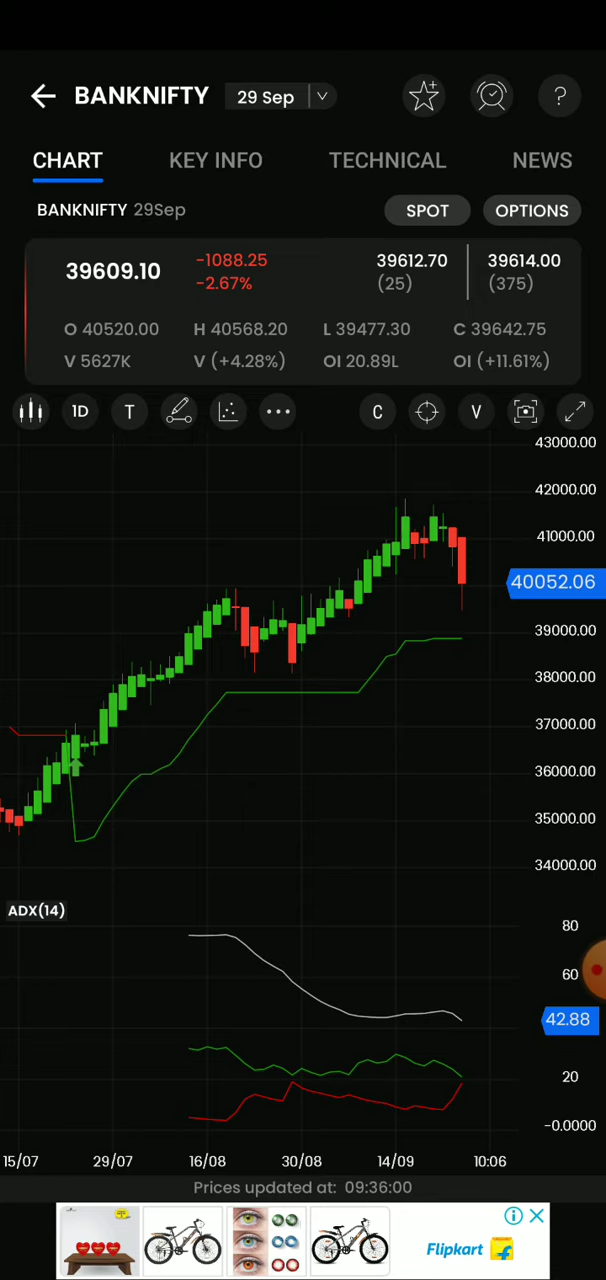 BANKNIFTY 29 Sep ?
CHART KEY INFO TECHNICAL NEWS
BANKNIFTY 29Sep SPOT OPTIONS
39609.10 -1088.25 39612.70 39614.00
-2.67% (25) (375)
O 40520.00 H 40568.20 L 39477.30 C 39642.75
V 5627K V (+4.28%) OI 20.89L OI (+11.61%)
1D T C V
43000.00
42000.00
41000.00
40052.06
39000.00
38000.00
37000.00
36000.00
35000.00
34000.00
ADX(14)
80
60
42.88
20
-0.0000
15/07 29/07 16/08 30/08 14/09 10:06
Prices updated at: 09:36:00
Flipkart